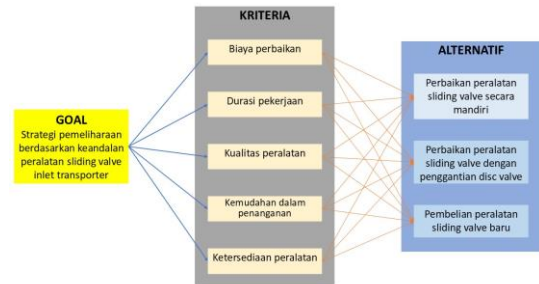 KRITERIA
Biaya perbaikan
Durasi pekerjaan
Kualitas peralatan
Kemudahan dalam
penanganan
Ketersediaan peralatan
GOAL
Strategi pemeliharaan
berdasarkan keandalan
peralatan sliding valve
inlet transporter
ALTERNATIF
Perbaikan peralatan
sliding valve secara
mandiri
Perbaikan peralatan
sliding valve dengan
penggantian disc valve
Pembelian peralatan
sliding valve baru